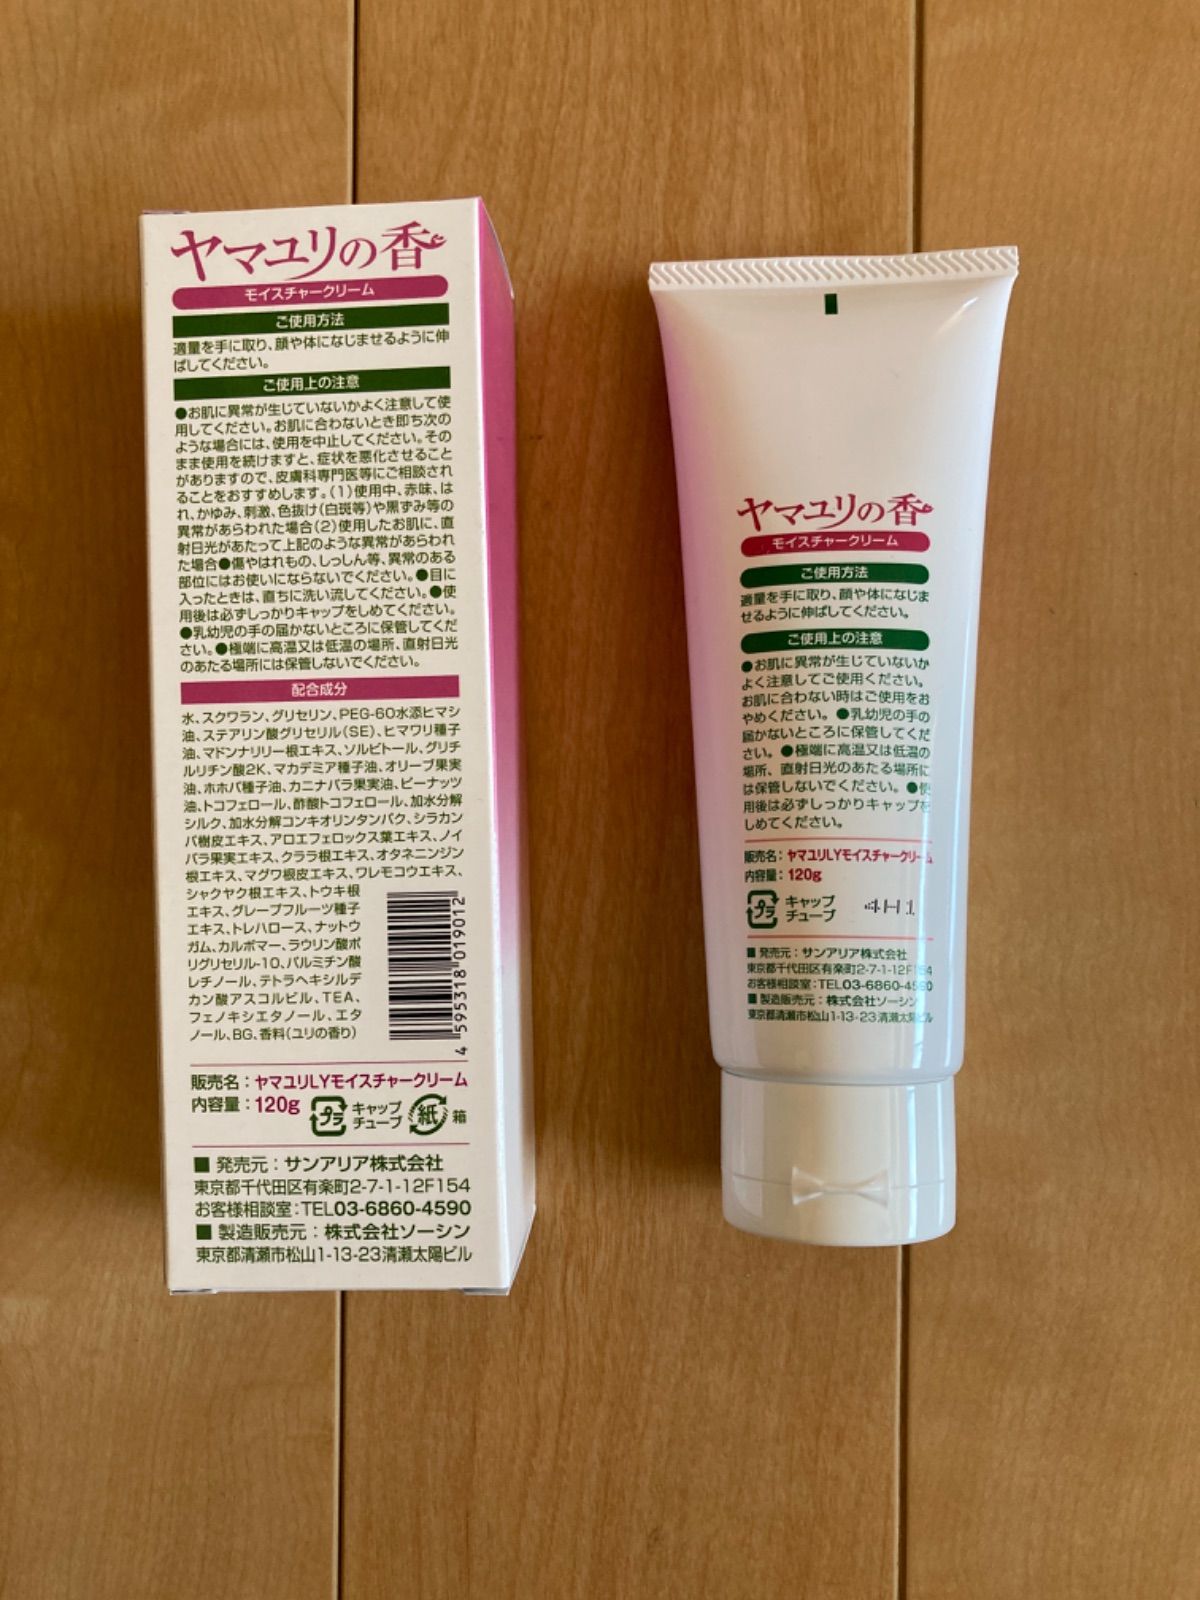 ヤマユリの香
モイスチャークリーム
ご使用方法
適量を手に取り、顔や体になじませるように伸
ばしてください。
ご使用上の注意
●お肌に異常が生じていないかよく注意して使
用してください。お肌に合わないとき即ち次の
ような場合には、使用を中止してください。その
まま使用を続けますと、症状を悪化させること
がありますので、皮膚科専門医等にご相談され
ることをおすすめします。(1)使用中、赤味、は
れ、かゆみ、刺激、色抜け(白斑等)や黒ずみ等の
異常があらわれた場合(2)使用したお肌に、直
射日光があたって上記のような異常があらわれ
た場合●傷やはれもの、しっしん等、異常のある
部位にはお使いにならないでください。●目に
入ったときは、直ちに洗い流してください。●使
用後は必ずしっかりキャップをしめてください。
●乳幼児の手の届かないところに保管してくだ
さい。●極端に高温又は低温の場所、直射日光
のあたる場所には保管しないでください。
配合成分
水、スクワラン、グリセリン、PEG-60水添ヒマシ
油、ステアリン酸グリセリル(SE)、ヒマワリ種子
油、マドンナリリー根エキス、ソルビトール、グリチ
ルリチン酸2K、マカデミア種子油、オリーブ果実
油、ホホバ種子油、カニナバラ果実油、ピーナッツ
油、トコフェロール、酢酸トコフェロール、加水分解
シルク、加水分解コンキオリンタンパク、シラカン
バ樹皮エキス、アロエフェロックス葉エキス、ノイ
バラ果実エキス、クララ根エキス、オタネニンジン
根エキス、マグワ根皮エキス、ワレモコウエキス、
シャクヤク根エキス、トウキ根
エキス、グレープフルーツ種子
エキス、トレハロース、ナットウ
ガム、カルボマー、ラウリン酸ポ
リグリセリル-10、パルミチン酸
レチノール、テトラヘキシルデ
カン酸アスコルビル、TEA、
フェノキシエタノール、エタ
ノール、BG、香料(ユリの香り)
4 595318 019012
販売名：ヤマユリLYモイスチャークリーム
内容量：120g プラ キャップ チューブ 紙 箱
■ 発売元：サンアリア株式会社
東京都千代田区有楽町2-7-1-12F154
お客様相談室：TEL03-6860-4590
■ 製造販売元：株式会社ソーシン
東京都清瀬市松山1-13-23清瀬太陽ビル
ヤマユリの香
モイスチャークリーム
ご使用方法
適量を手に取り、顔や体になじま
せるように伸ばしてください。
ご使用上の注意
●お肌に異常が生じていないか
よく注意してご使用ください。
お肌に合わない時はご使用をお
やめください。●乳幼児の手の
届かないところに保管してくだ
さい。●極端に高温又は低温の
場所、直射日光のあたる場所に
は保管しないでください。●使
用後は必ずしっかりキャップを
しめてください。
販売名：ヤマユリLYモイスチャークリーム
内容量：120g
プラ キャップ チューブ
■ 発売元：サンアリア株式会社
東京都千代田区有楽町2-7-1-12F154
お客様相談室：TEL03-6860-4590
■ 製造販売元：株式会社ソーシン
東京都清瀬市松山1-13-23清瀬太陽ビル